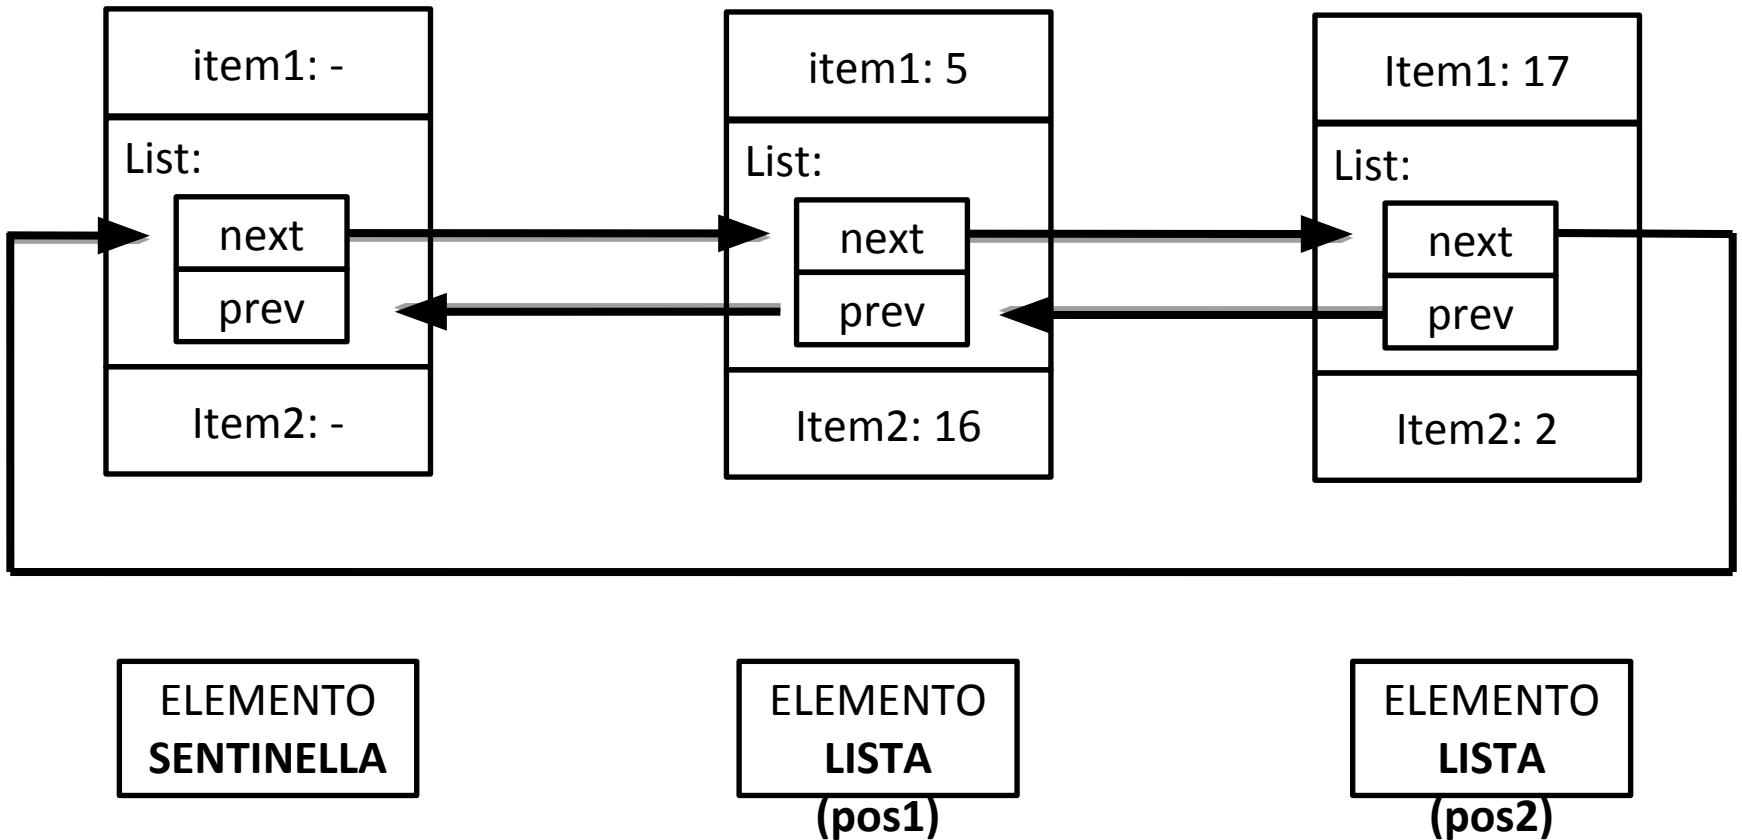 item1: -
List:
next
prev
Item2: -
item1: 5
List:
next
prev
Item2: 16
Item1: 17
List:
next
prev
Item2: 2
ELEMENTO
SENTINELLA
ELEMENTO
LISTA
(pos1)
ELEMENTO
LISTA
(pos2)